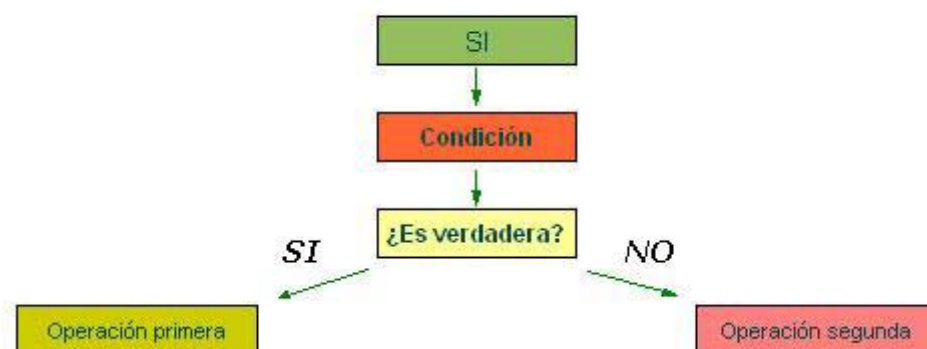 SI
Condición
¿Es verdadera?
SI
NO
Operación primera
Operación segunda